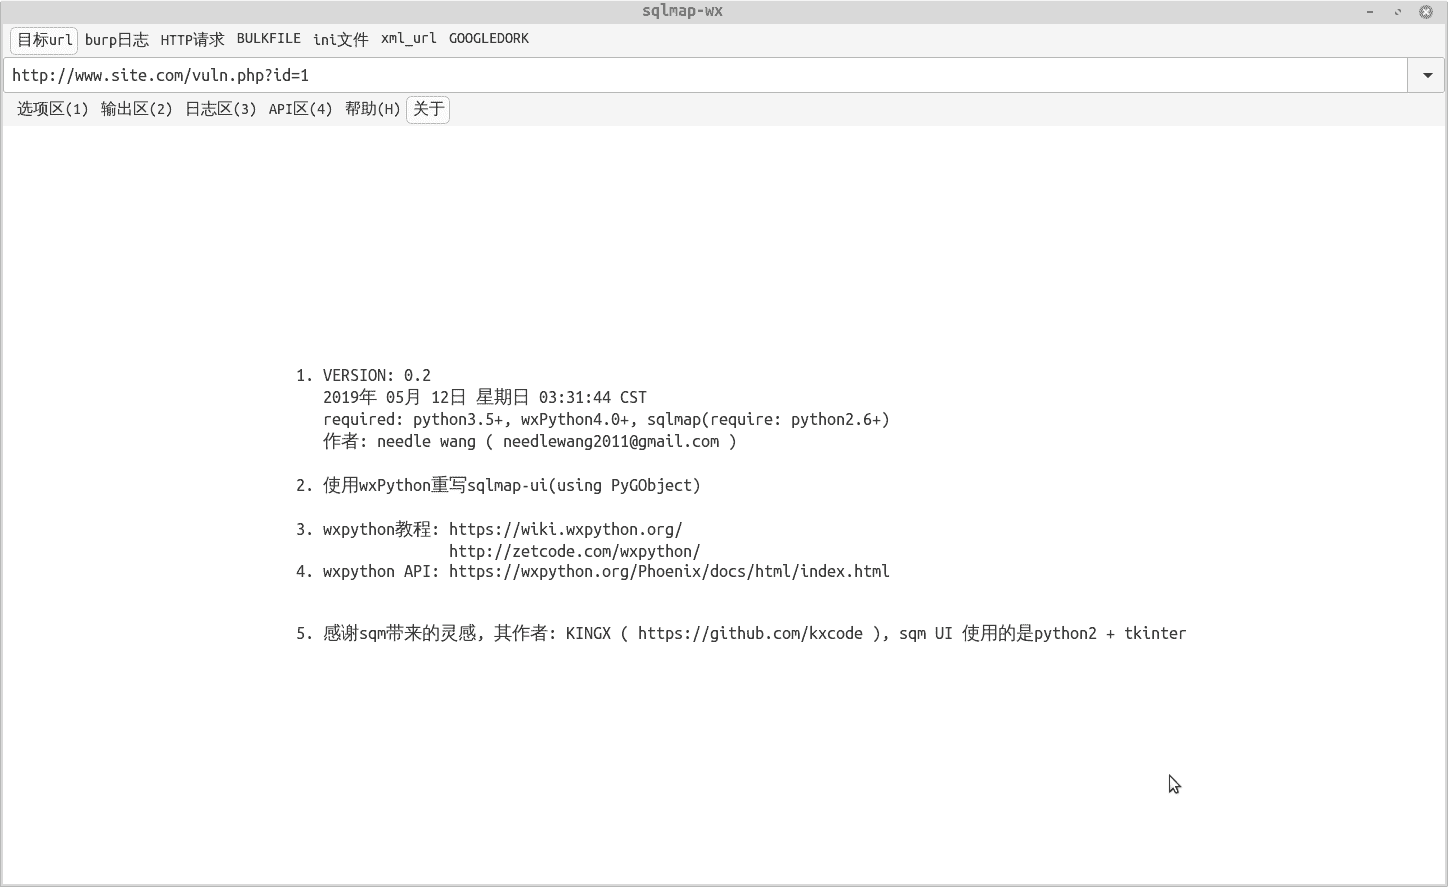 sqlmap-wx
目标url burp日志 HTTP请求 BULKFILE ini文件 xml_url GOOGLEDORK
http://www.site.com/vuln.php?id=1
选项区(1) 输出区(2) 日志区(3) API区(4) 帮助(H) 关于
1. VERSION: 0.2
2019年 05月 12日 星期日 03:31:44 CST
required: python3.5+, wxPython4.0+, sqlmap(require: python2.6+)
作者: needle wang ( needlewang2011@gmail.com )
2. 使用wxPython重写sqlmap-ui(using PyGObject)
3. wxpython教程: https://wiki.wxpython.org/
http://zetcode.com/wxpython/
4. wxpython API: https://wxpython.org/Phoenix/docs/html/index.html
5. 感谢sqm带来的灵感, 其作者: KINGX ( https://github.com/kxcode ), sqm UI 使用的是python2 + tkinter